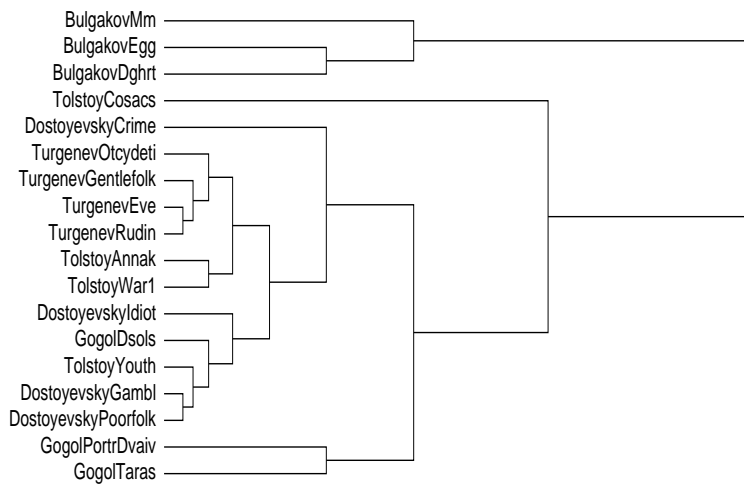 BulgakovMm
BulgakovEgg
BulgakovDghrt
TolstoyCosacs
DostoyevskyCrime
TurgenevOtcydeti
TurgenevGentlefolk
TurgenevEve
TurgenevRudin
TolstoyAnnak
TolstoyWar1
DostoyevskyIdiot
GogolDsols
TolstoyYouth
DostoyevskyGambl
DostoyevskyPoorfolk
GogolPortrDvaiv
GogolTaras